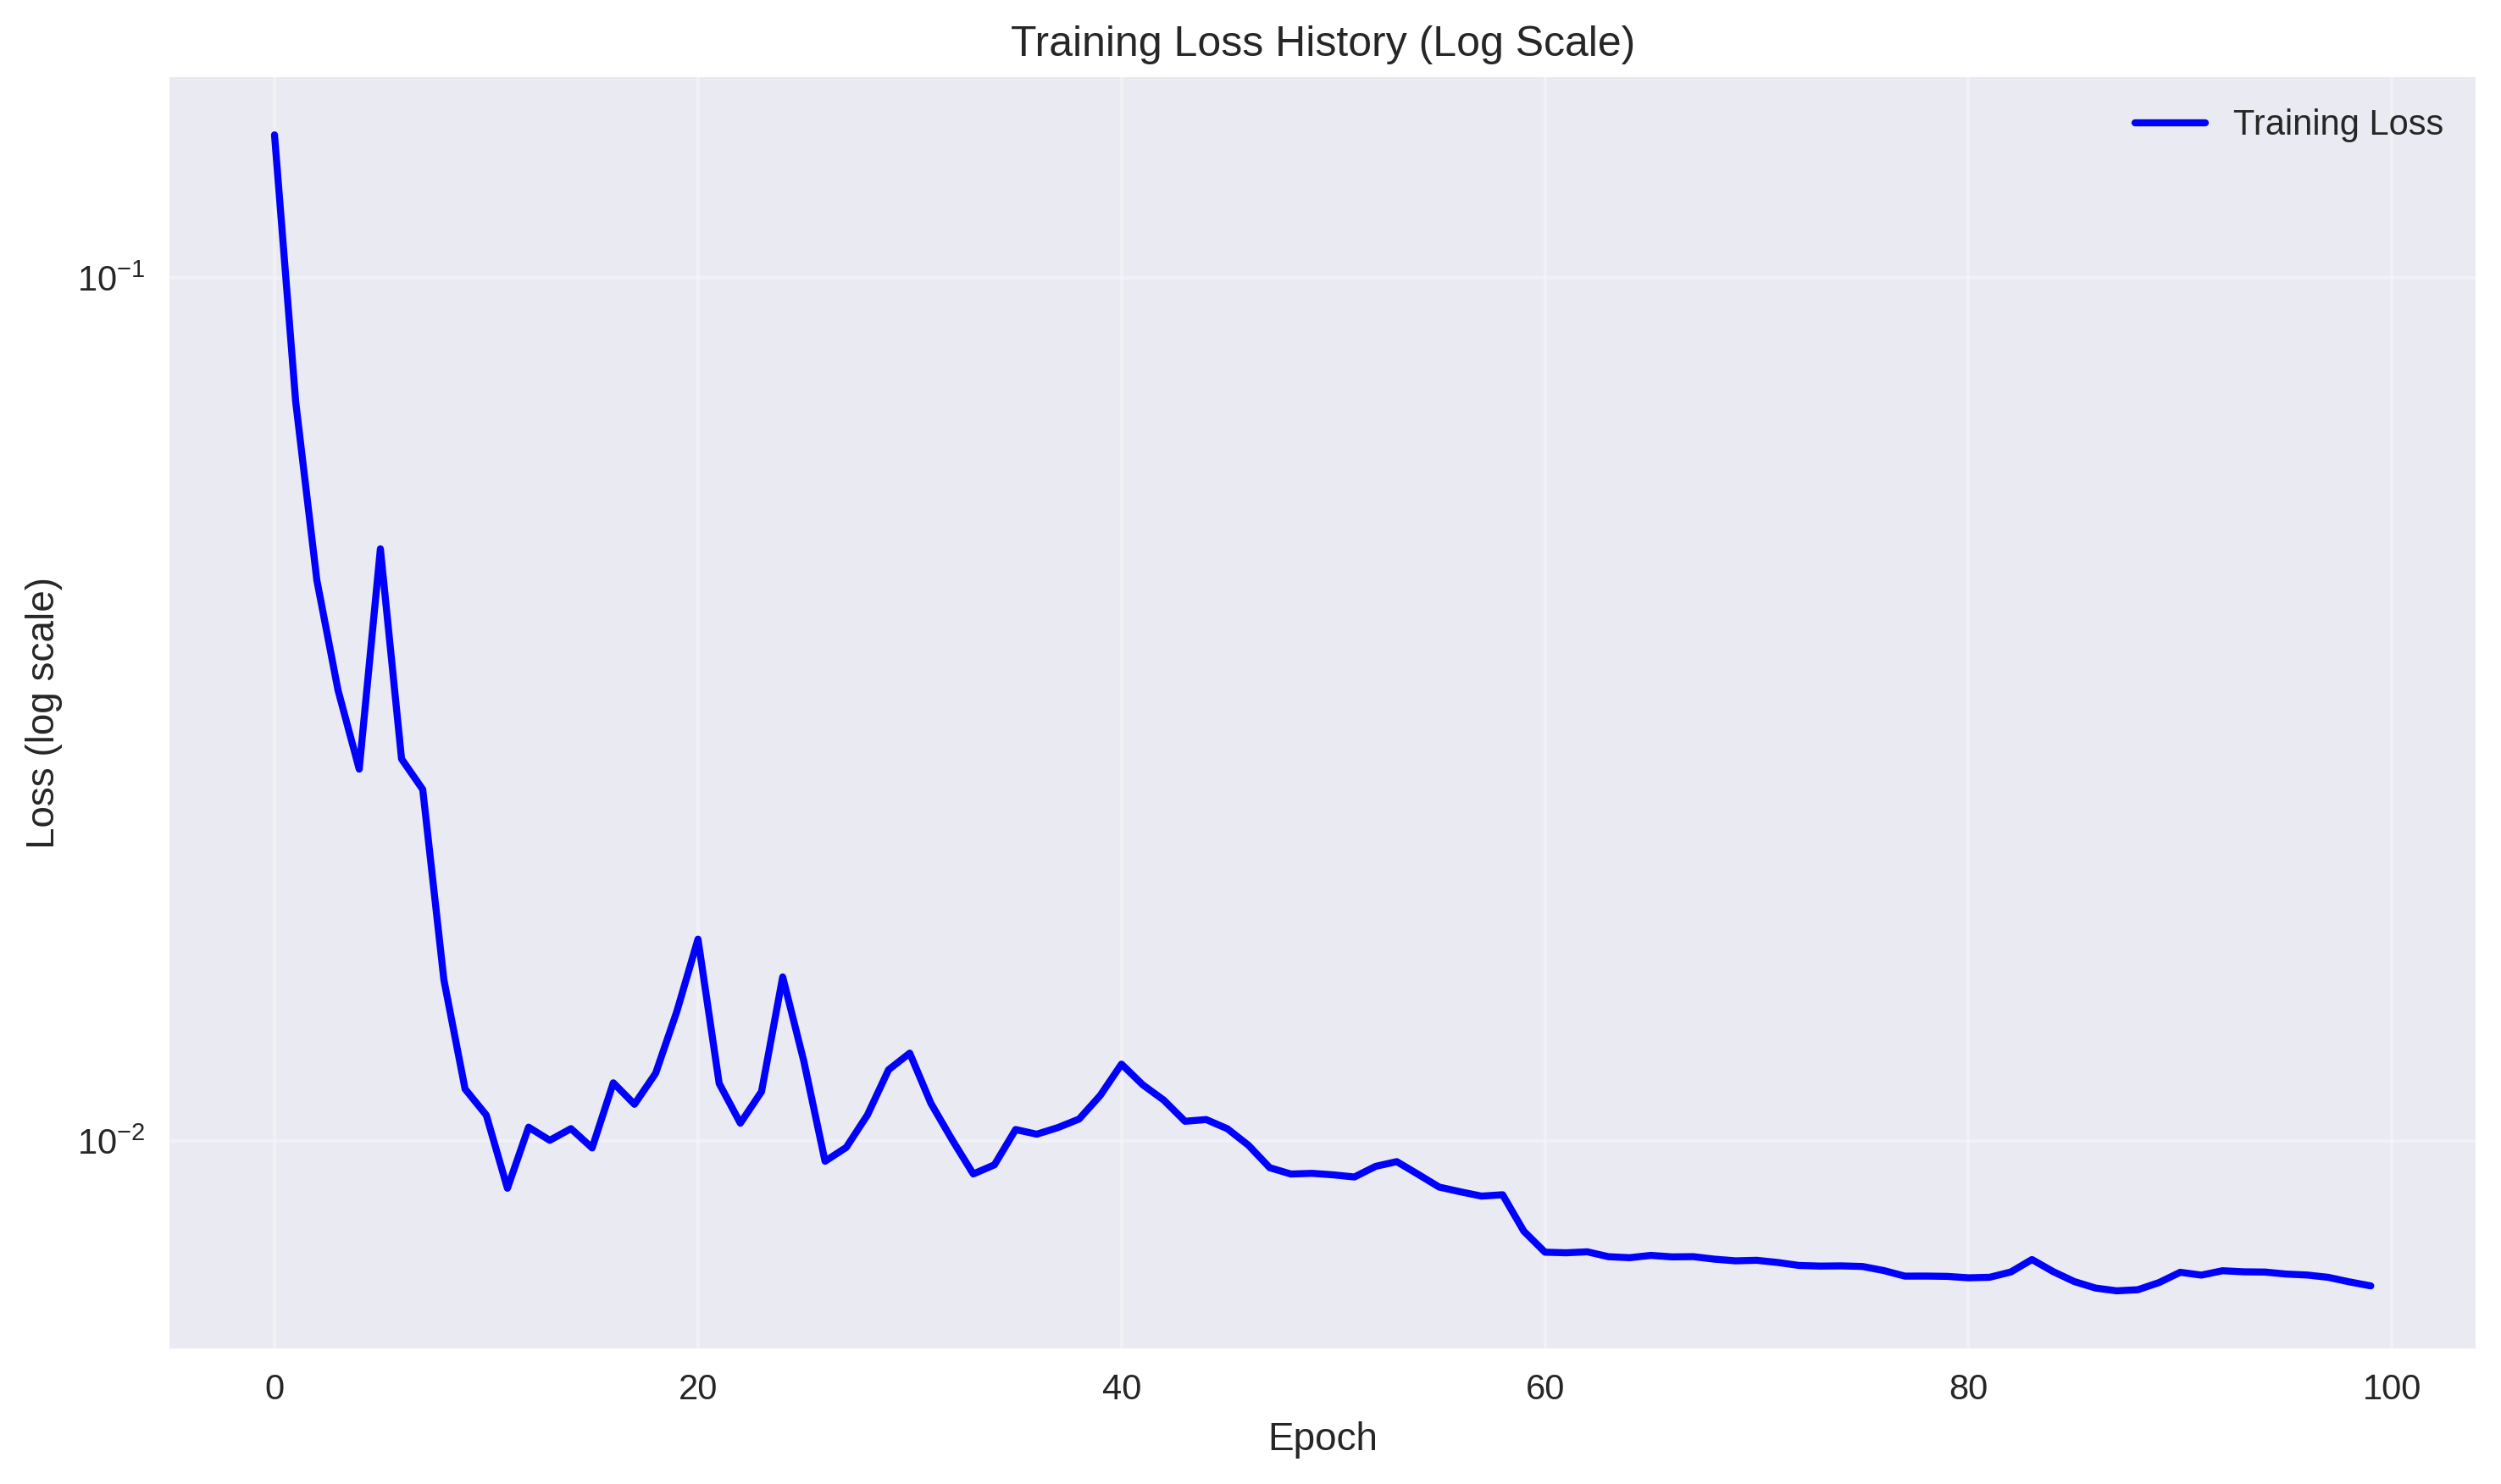 Training Loss History (Log Scale)
Training Loss
10⁻¹
Loss (log scale)
10⁻²
0 20 40 60 80 100
Epoch